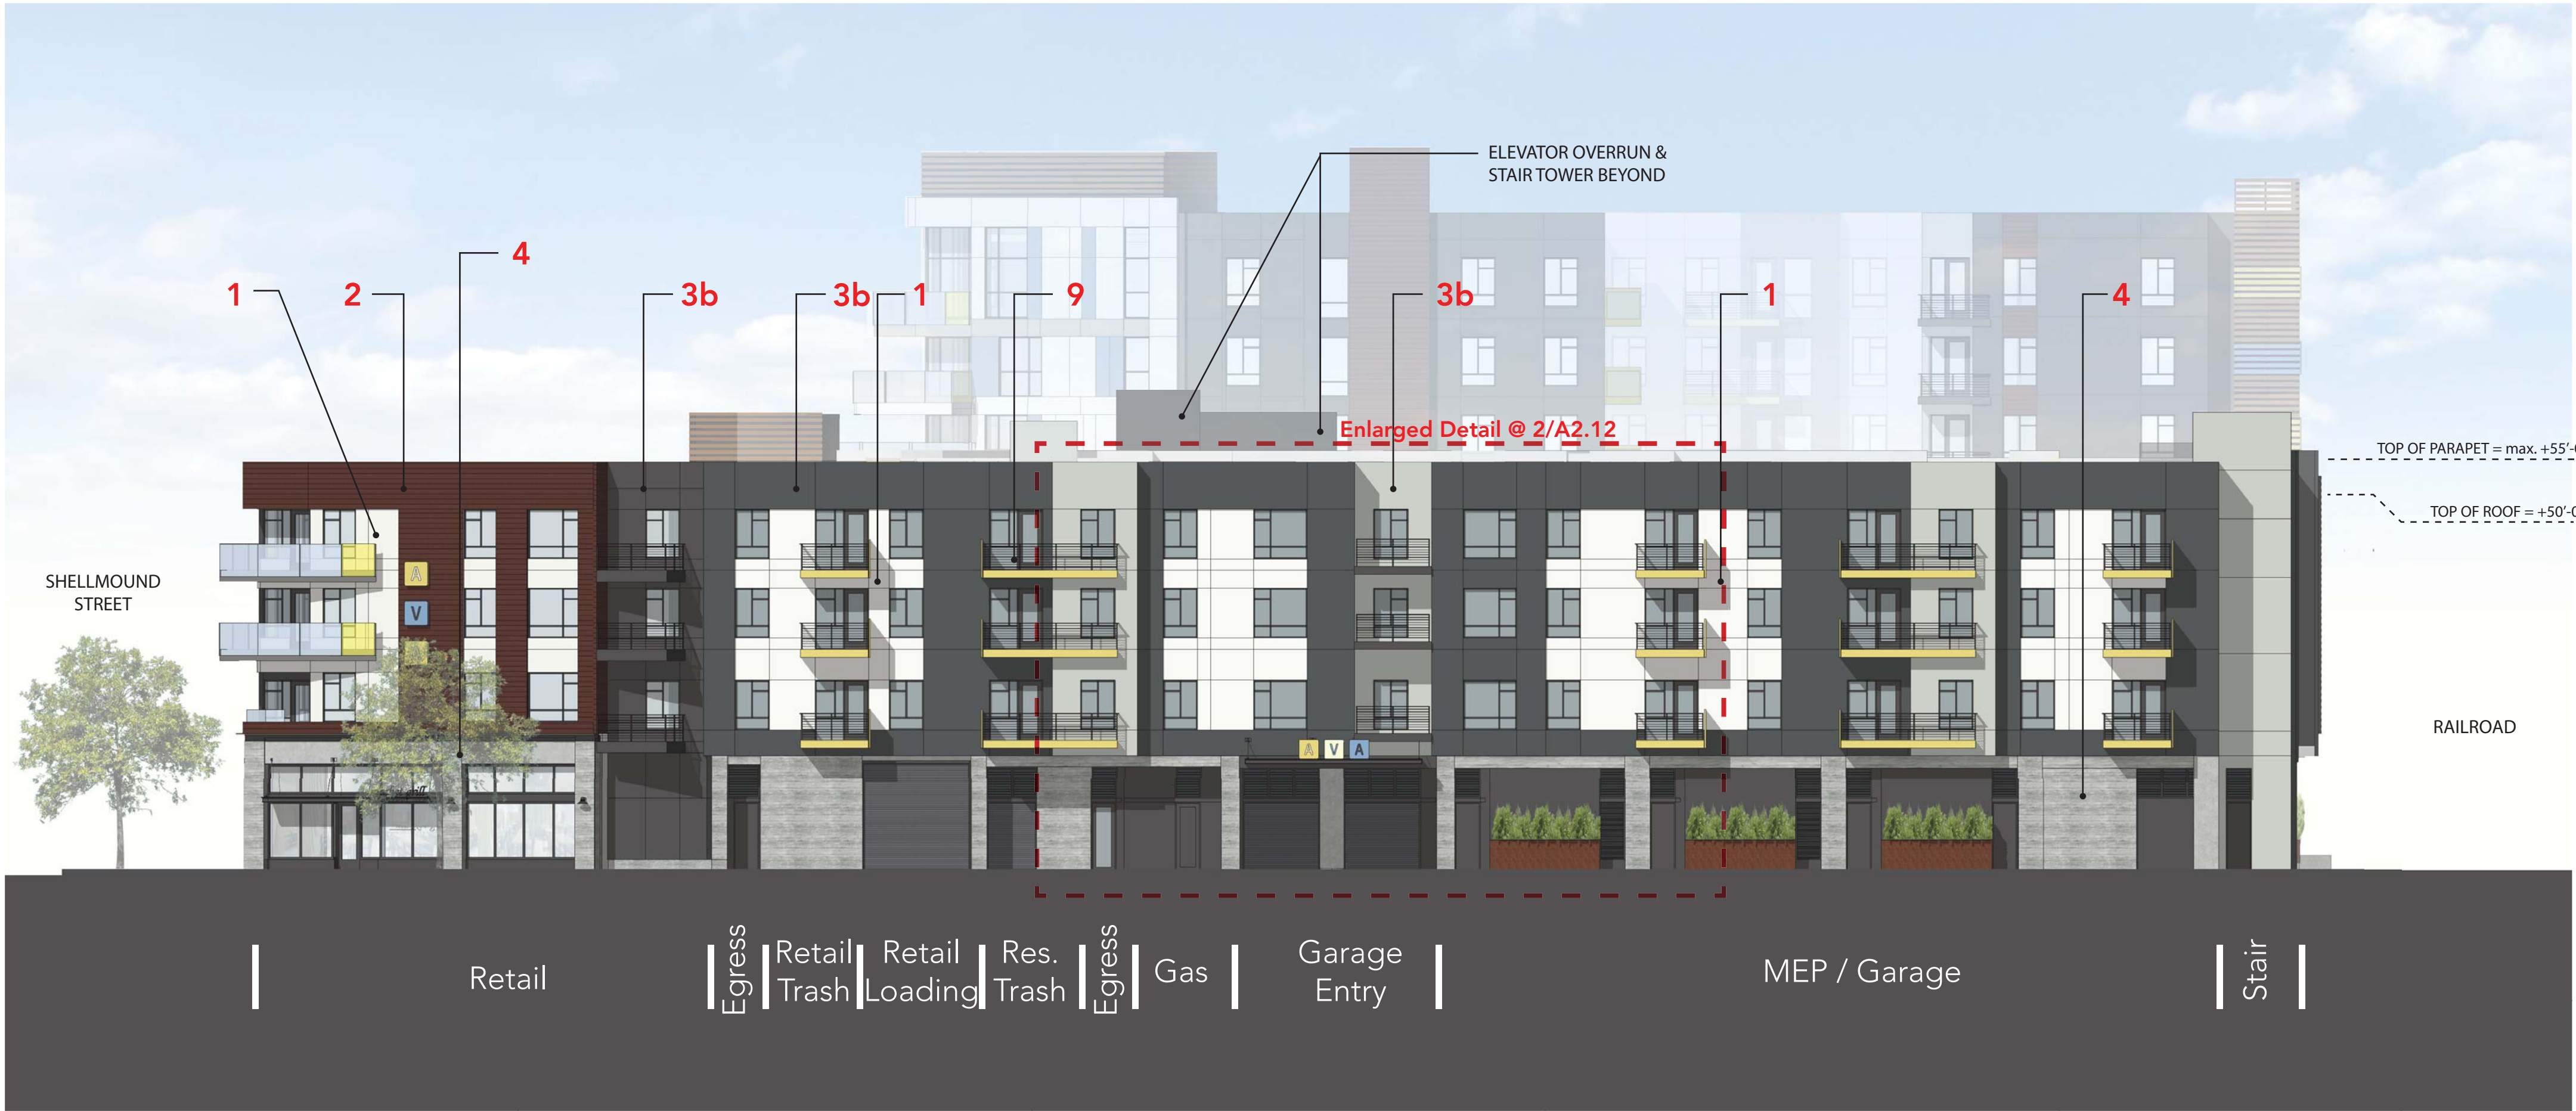 ELEVATOR OVERRUN &
STAIR TOWER BEYOND
4
1
2
3b
3b
1
9
3b
1
4
Enlarged Detail @ 2/A2.12
TOP OF PARAPET = max. +55'-0
TOP OF ROOF = +50'-0
SHELLMOUND
STREET
A
V
A
RAILROAD
A V A
Retail
Egress
Retail
Trash
Retail
Loading
Res.
Trash
Egress
Gas
Garage
Entry
MEP / Garage
Stair